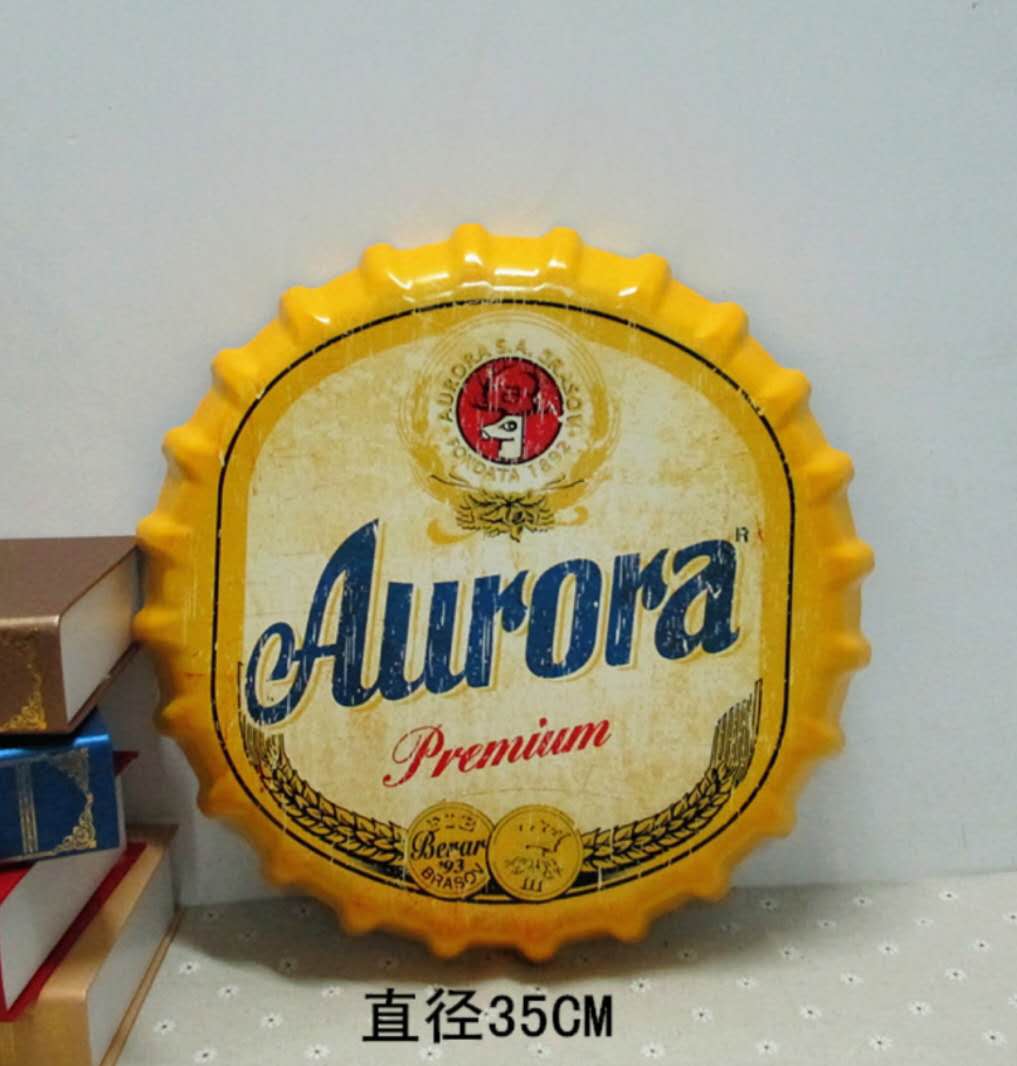 AURORA S.A. BRASOV
FONDATA 1892
Aurora
R
Premium
Berar
'93
BRASOV
直径35CM